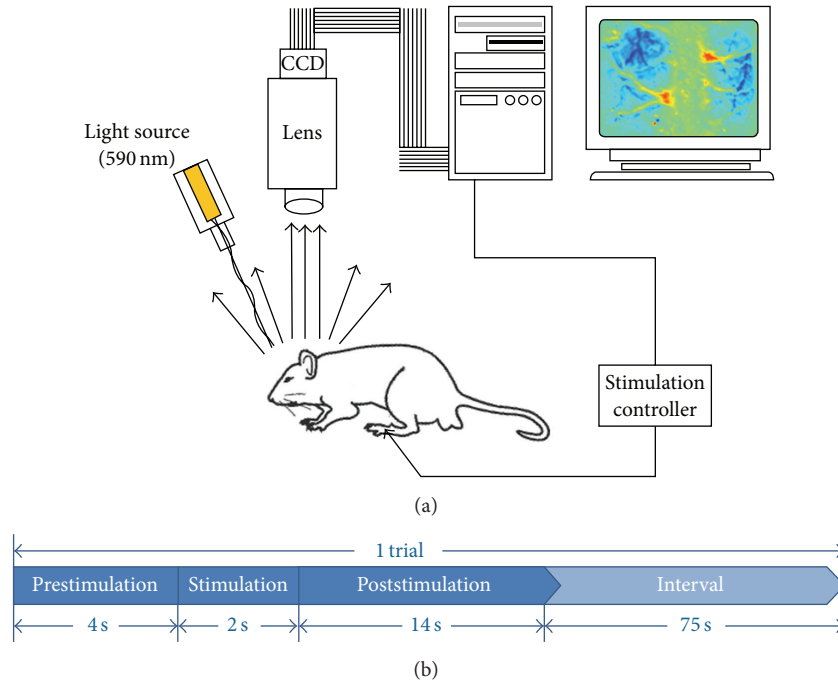 CCD
Lens
Light source
(590 nm)
Stimulation
controller
(a)
1 trial
Prestimulation Stimulation Poststimulation Interval
4 s 2 s 14 s 75 s
(b)